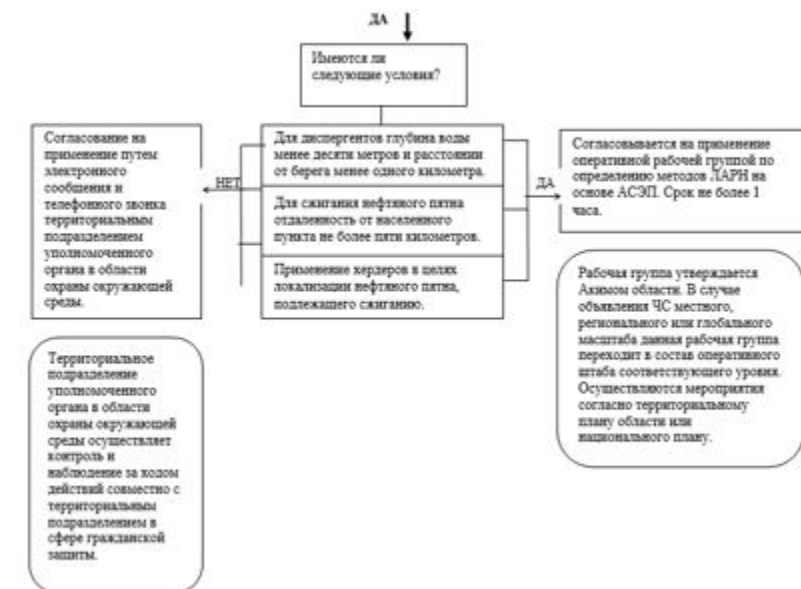 ДА
Имеются ли
следующие условия?
Согласование на
применение путем
электронного
сообщения и
телефонного звонка
территориальным
подразделением
уполномоченного
органа в области
охраны окружающей
среды.
НЕТ
Для диспергентов глубина воды
менее десяти метров и расстоянии
от берега менее одного километра.
Для сжигания нефтяного пятна
отдаленность от населенного
пункта не более пяти километров.
Применение хердеров в целях
локализации нефтяного пятна,
подлежащего сжиганию.
ДА
Согласовывается на применение
оперативной рабочей группой по
определению методов ЛАРН на
основе АСЭП. Срок не более 1
часа.
Рабочая группа утверждается
Акимом области. В случае
объявления ЧС местного,
регионального или глобального
масштаба данная рабочая группа
переходит в состав оперативного
штаба соответствующего уровня.
Осуществляются мероприятия
согласно территориальному
плану области или
национального плану.
Территориальное
подразделение
уполномоченного
органа в области
охраны окружающей
среды осуществляет
контроль и
наблюдение за ходом
действий совместно с
территориальным
подразделением в
сфере гражданской
защиты.